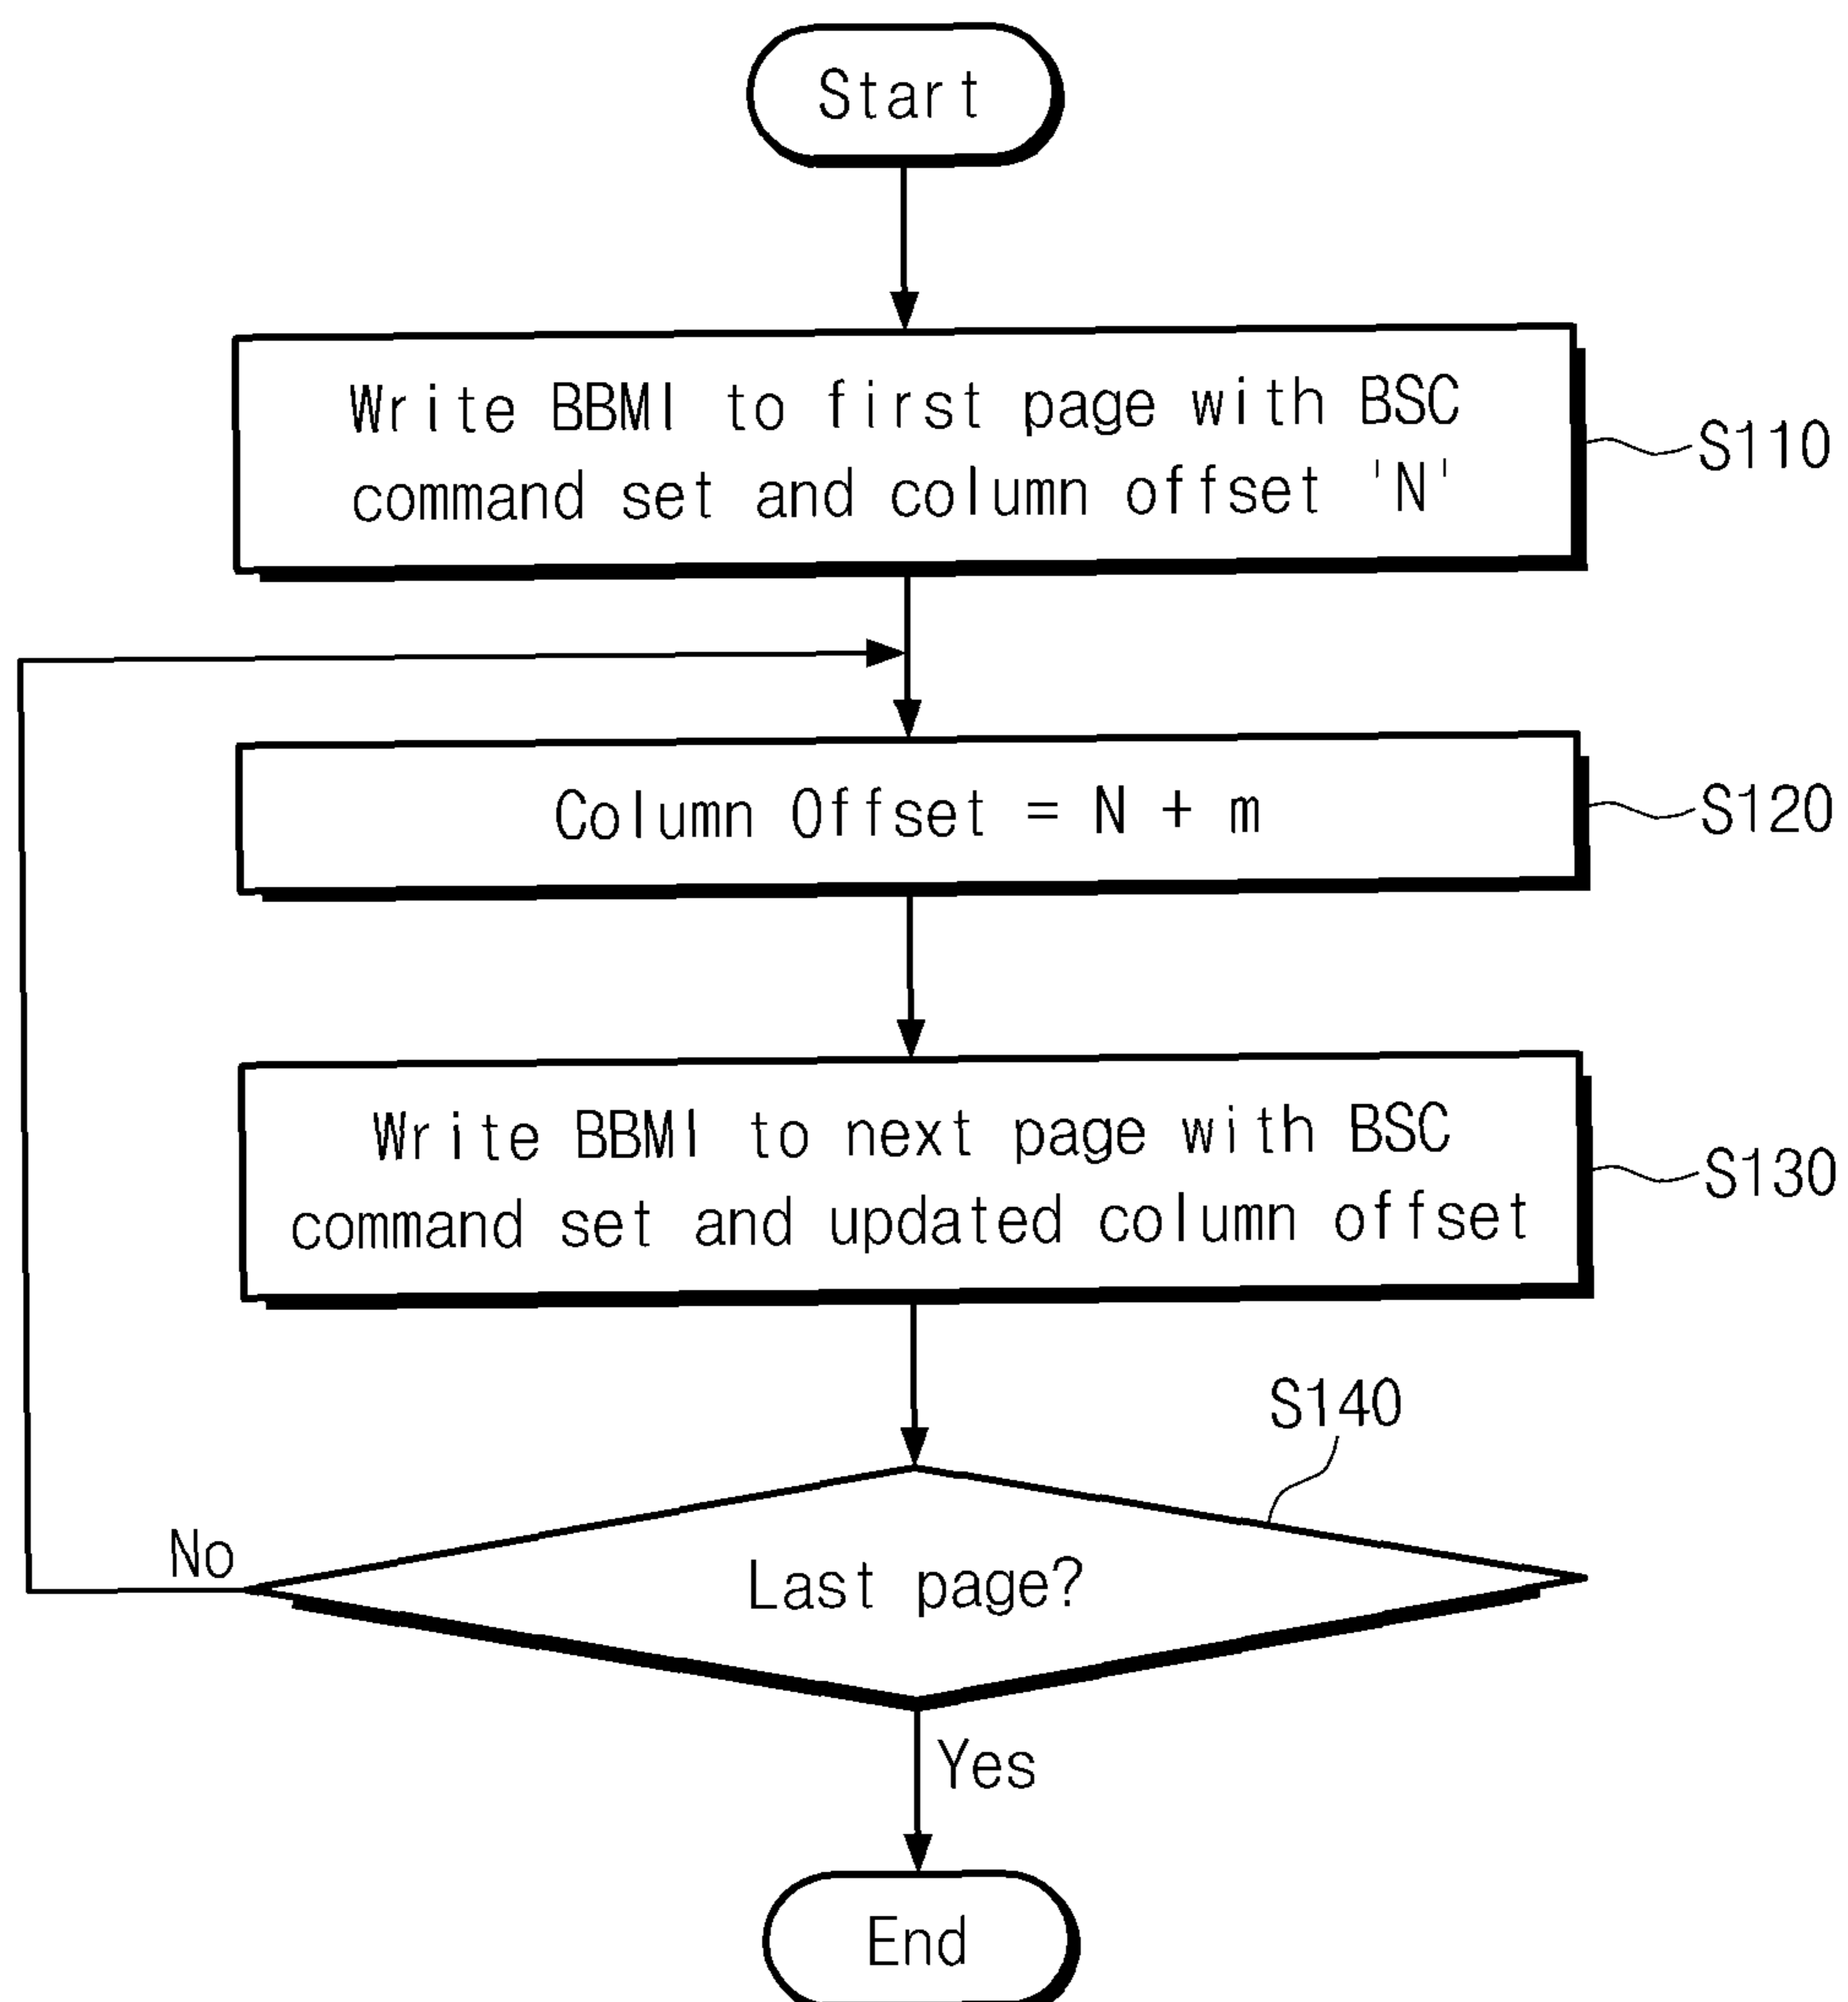 Start
Write BBMI to first page with BSC
command set and column offset 'N'
S110
Column Offset = N + m
S120
Write BBMI to next page with BSC
command set and updated column offset
S130
S140
Last page?
No
Yes
End